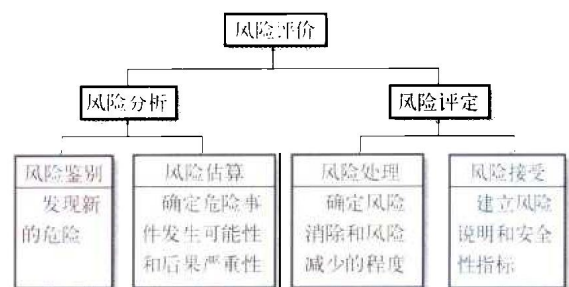 风险评价
风险分析
风险评定
风险鉴别
发现新
的危险
风险估算
确定危险事
件发生可能性
和后果严重性
风险处理
确定风险
消除和风险
减少的程度
风险接受
建立风险
说明和安全
性指标